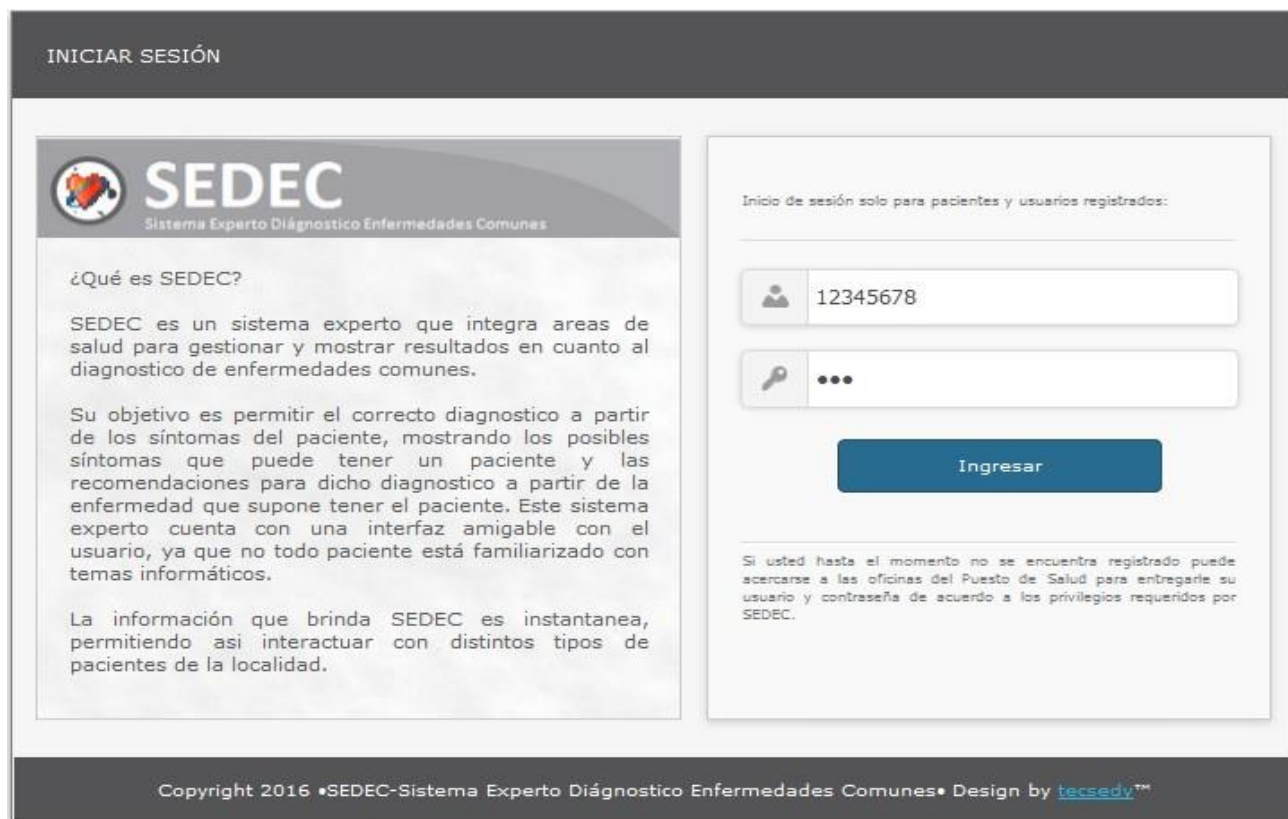 INICIAR SESIÓN
SEDEC
Sistema Experto Diágnostico Enfermedades Comunes
¿Qué es SEDEC?
SEDEC es un sistema experto que integra areas de
salud para gestionar y mostrar resultados en cuanto al
diagnostico de enfermedades comunes.
Su objetivo es permitir el correcto diagnostico a partir
de los síntomas del paciente, mostrando los posibles
síntomas que puede tener un paciente y las
recomendaciones para dicho diagnostico a partir de la
enfermedad que supone tener el paciente. Este sistema
experto cuenta con una interfaz amigable con el
usuario, ya que no todo paciente está familiarizado con
temas informáticos.
La información que brinda SEDEC es instantanea,
permitiendo asi interactuar con distintos tipos de
pacientes de la localidad.
Inicio de sesión solo para pacientes y usuarios registrados:
12345678
•••
Ingresar
Si usted hasta el momento no se encuentra registrado puede
acercarse a las oficinas del Puesto de Salud para entregarle su
usuario y contraseña de acuerdo a los privilegios requeridos por
SEDEC.
Copyright 2016 •SEDEC-Sistema Experto Diágnostico Enfermedades Comunes• Design by tecsedy™